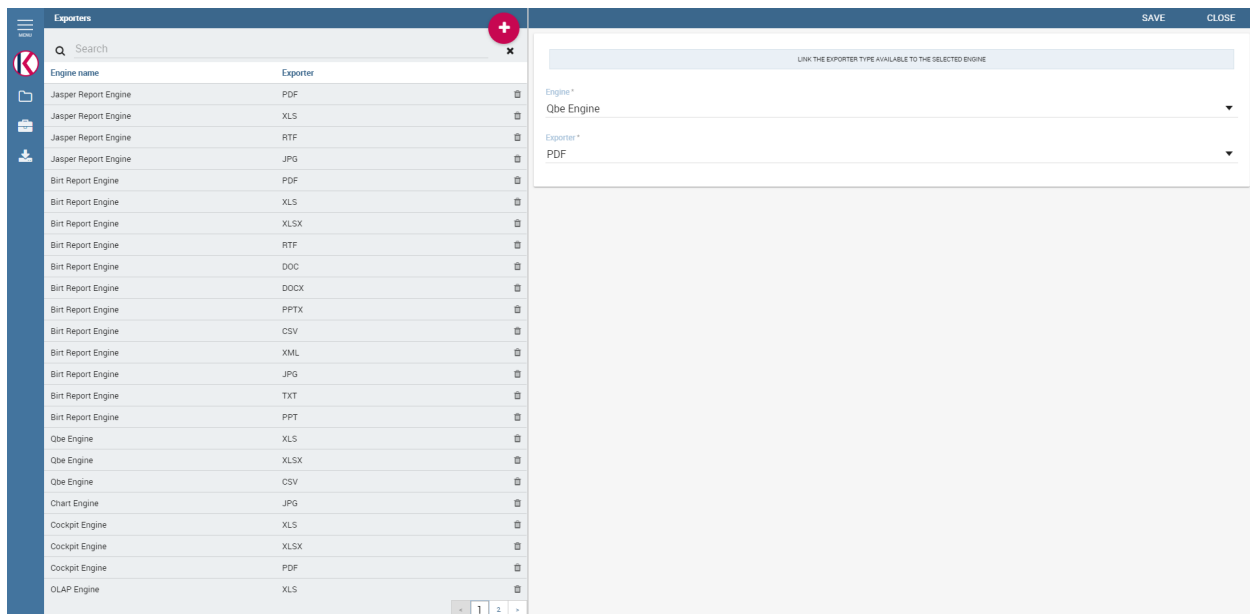 MENU
Exporters
+
Search
Engine name Exporter
Jasper Report Engine PDF
Jasper Report Engine XLS
Jasper Report Engine RTF
Jasper Report Engine JPG
Birt Report Engine PDF
Birt Report Engine XLS
Birt Report Engine XLSX
Birt Report Engine RTF
Birt Report Engine DOC
Birt Report Engine DOCX
Birt Report Engine PPTX
Birt Report Engine CSV
Birt Report Engine XML
Birt Report Engine JPG
Birt Report Engine TXT
Birt Report Engine PPT
Qbe Engine XLS
Qbe Engine XLSX
Qbe Engine CSV
Chart Engine JPG
Cockpit Engine XLS
Cockpit Engine XLSX
Cockpit Engine PDF
OLAP Engine XLS
« 1 2 »
SAVE CLOSE
LINK THE EXPORTER TYPE AVAILABLE TO THE SELECTED ENGINE
Engine *
Qbe Engine
Exporter *
PDF